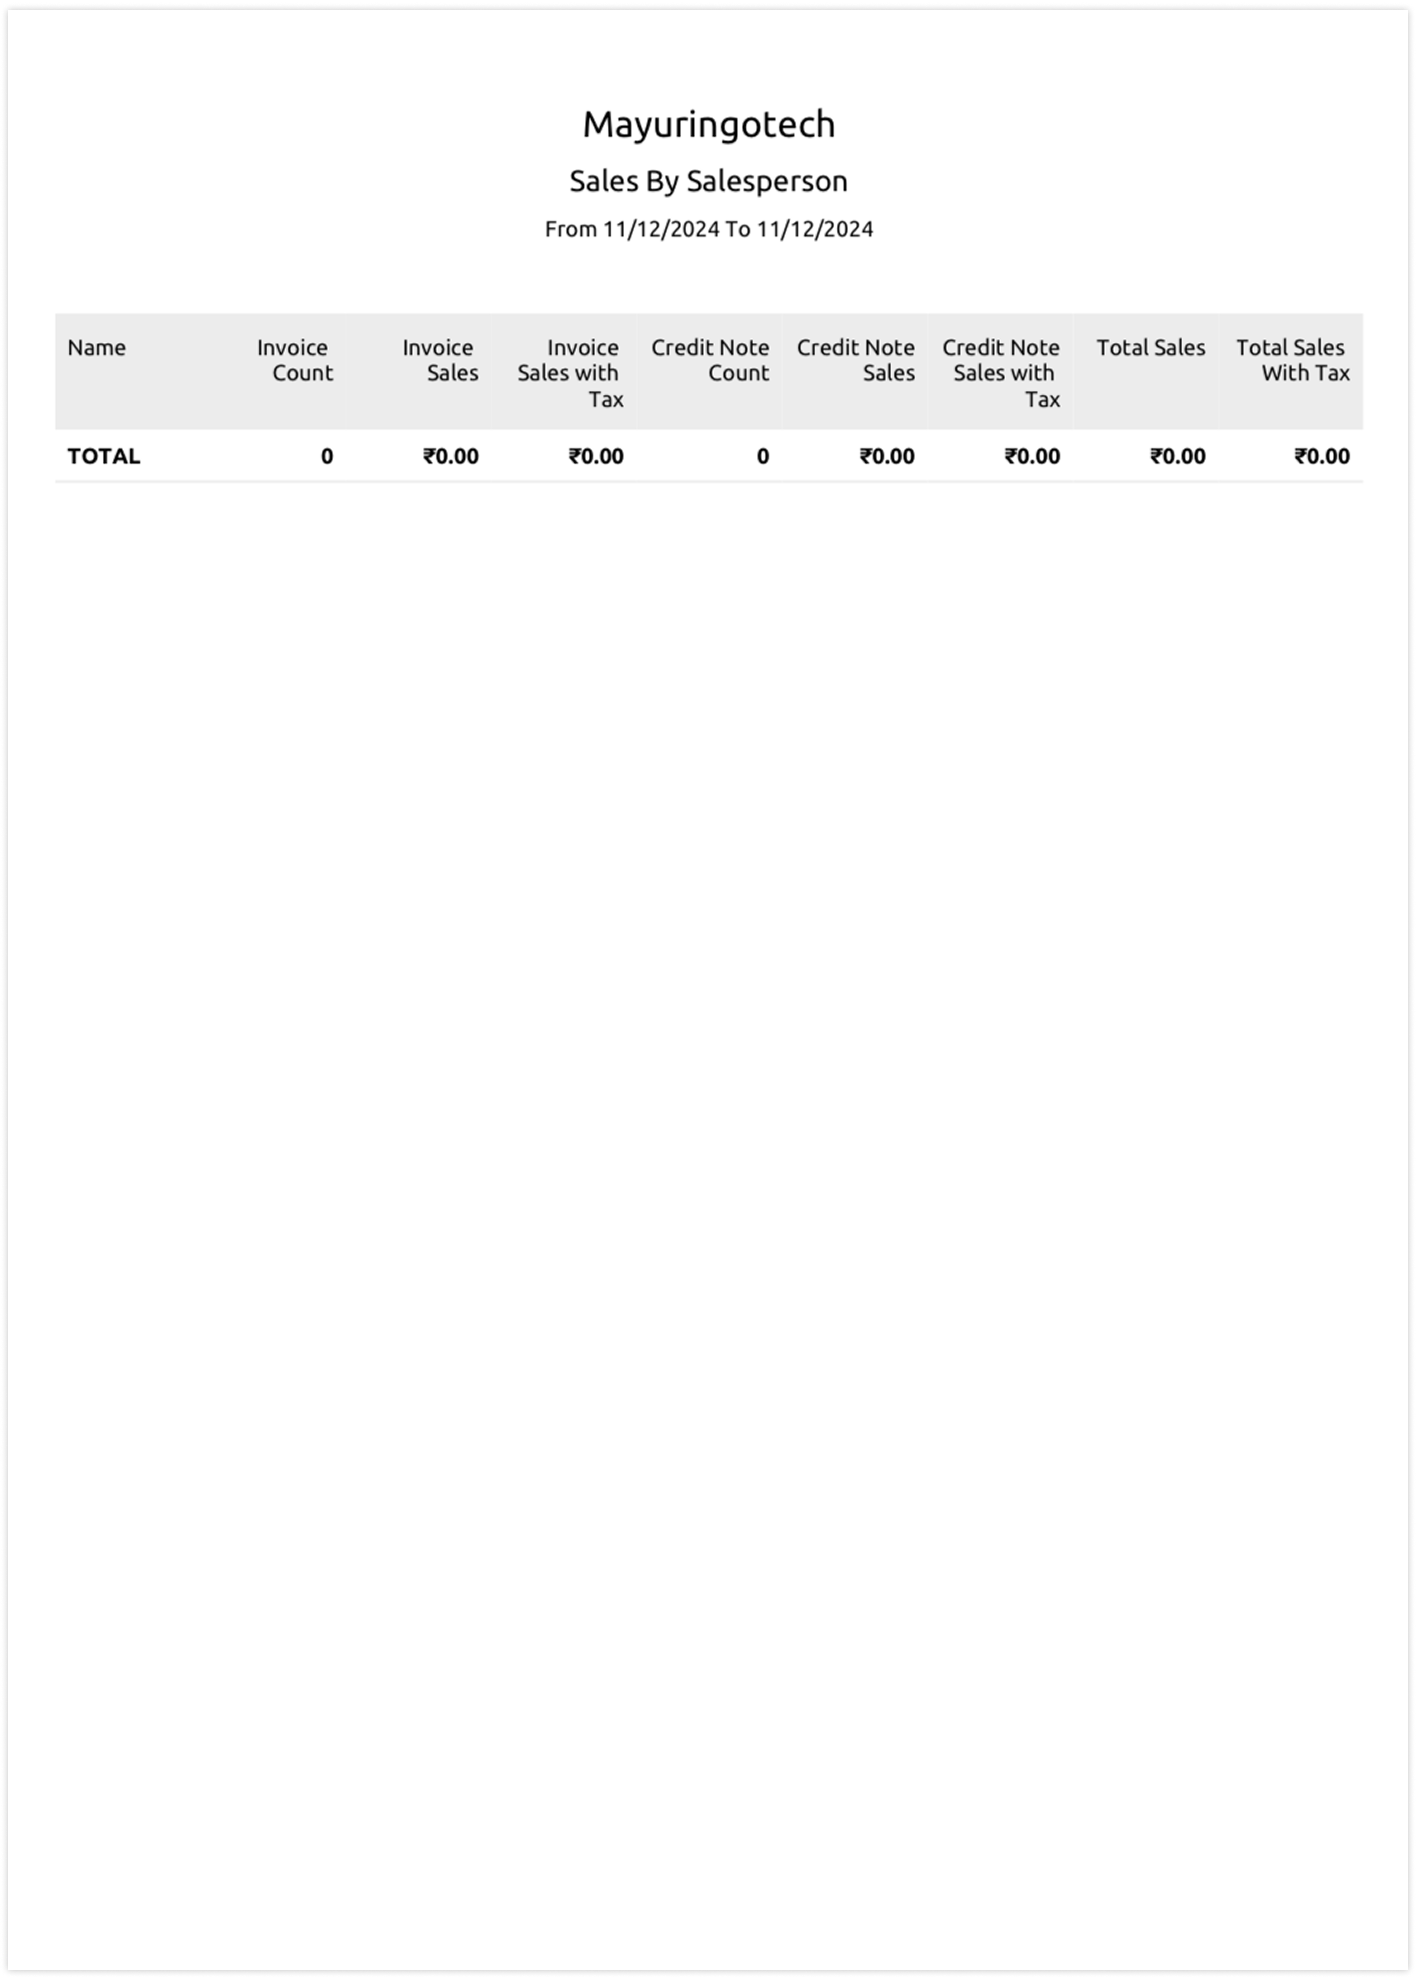 Mayuringotech
Sales By Salesperson
From 11/12/2024 To 11/12/2024
Name Invoice Count Invoice Sales Invoice Sales with Tax Credit Note Count Credit Note Sales Credit Note Sales with Tax Total Sales Total Sales With Tax
TOTAL 0 ₹0.00 ₹0.00 0 ₹0.00 ₹0.00 ₹0.00 ₹0.00